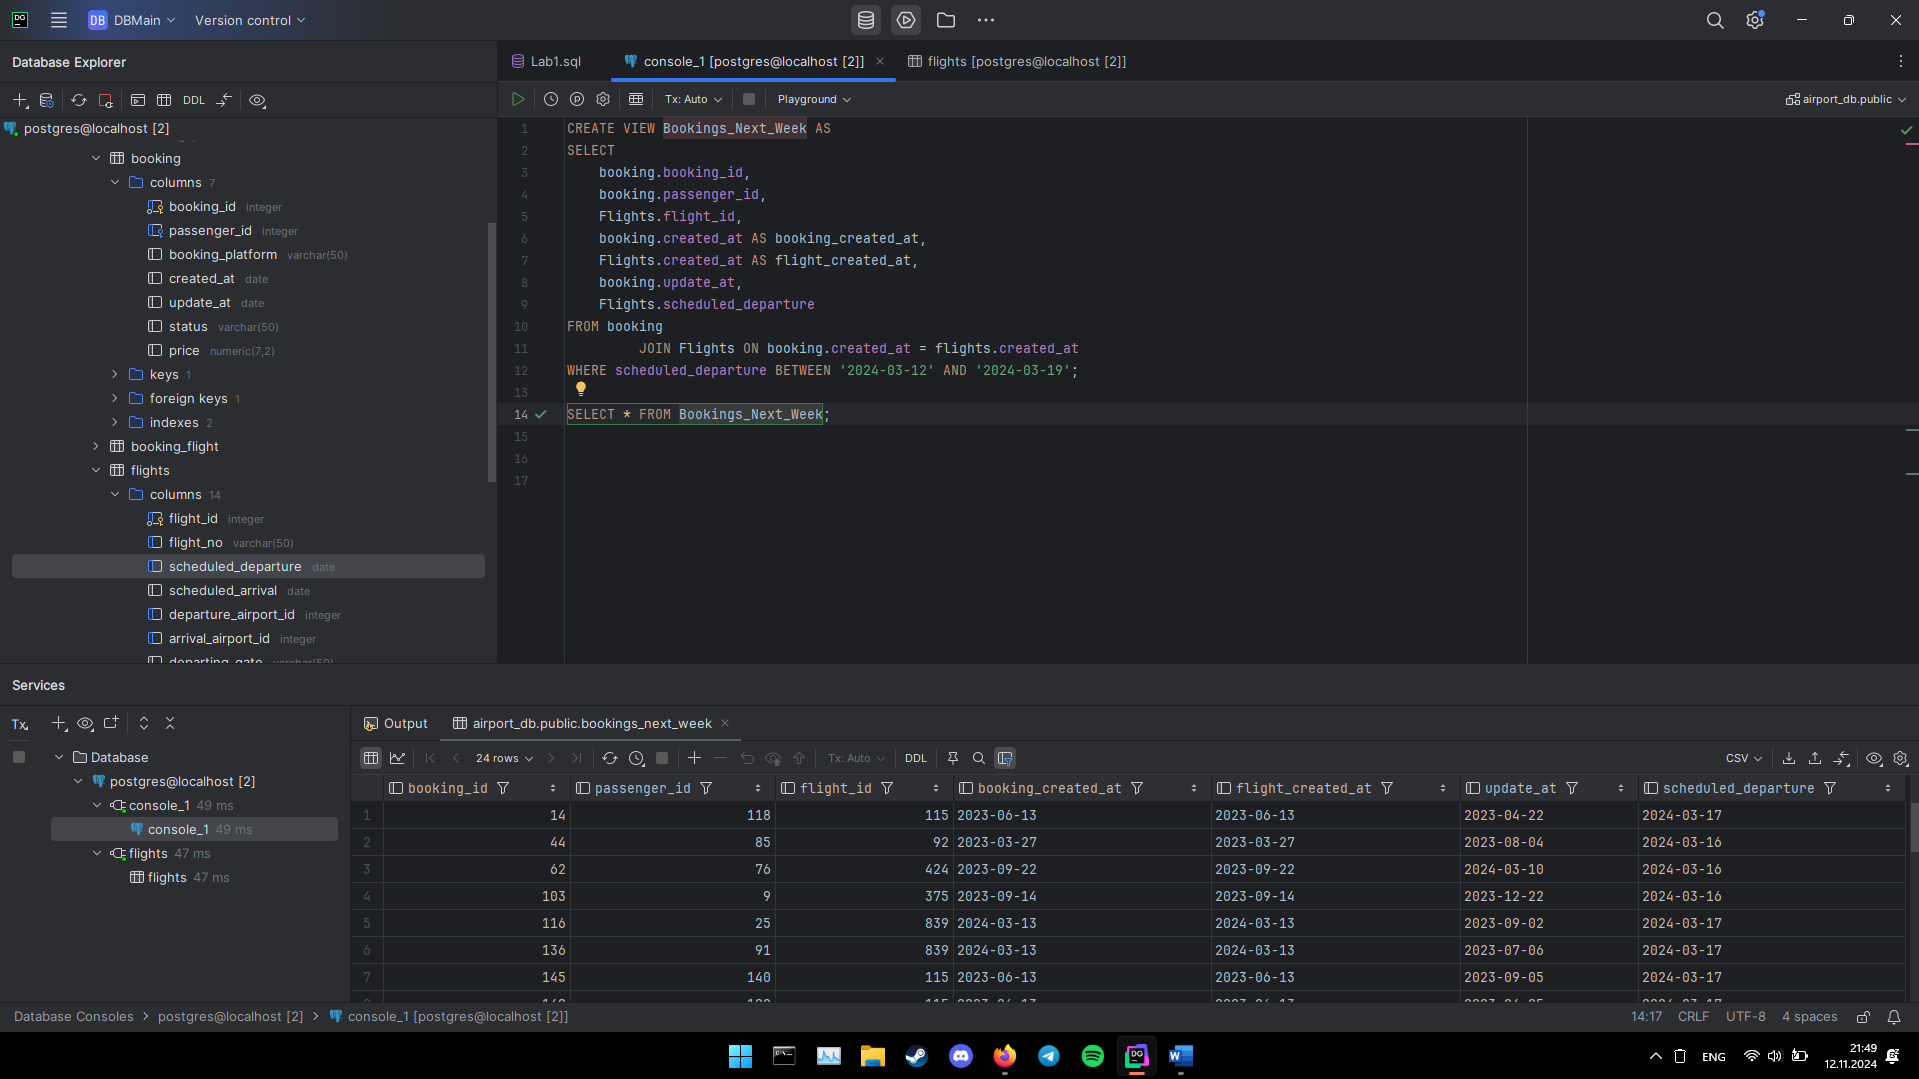 DB DBMain Version control
Database Explorer
DDL
postgres@localhost [2]
booking
columns 7
booking_id integer
passenger_id integer
booking_platform varchar(50)
created_at date
update_at date
status varchar(50)
price numeric(7,2)
keys 1
foreign keys 1
indexes 2
booking_flight
flights
columns 14
flight_id integer
flight_no varchar(50)
scheduled_departure date
scheduled_arrival date
departure_airport_id integer
arrival_airport_id integer
departing_gate varchar(50)
Lab1.sql console_1 [postgres@localhost [2]] flights [postgres@localhost [2]]
Tx: Auto Playground airport_db.public
1 CREATE VIEW Bookings_Next_Week AS
2 SELECT
3 booking.booking_id,
4 booking.passenger_id,
5 Flights.flight_id,
6 booking.created_at AS booking_created_at,
7 Flights.created_at AS flight_created_at,
8 booking.update_at,
9 Flights.scheduled_departure
10 FROM booking
11 JOIN Flights ON booking.created_at = flights.created_at
12 WHERE scheduled_departure BETWEEN '2024-03-12' AND '2024-03-19';
13
14 SELECT * FROM Bookings_Next_Week;
15
16
17
Services
Tx
Database
postgres@localhost [2]
console_1 49 ms
console_1 49 ms
flights 47 ms
flights 47 ms
Output airport_db.public.bookings_next_week
24 rows Tx: Auto DDL CSV
booking_id passenger_id flight_id booking_created_at flight_created_at update_at scheduled_departure
1 14 118 115 2023-06-13 2023-06-13 2023-04-22 2024-03-17
2 44 85 92 2023-03-27 2023-03-27 2023-08-04 2024-03-16
3 62 76 424 2023-09-22 2023-09-22 2024-03-10 2024-03-16
4 103 9 375 2023-09-14 2023-09-14 2023-12-22 2024-03-16
5 116 25 839 2024-03-13 2024-03-13 2023-09-02 2024-03-17
6 136 91 839 2024-03-13 2024-03-13 2023-07-06 2024-03-17
7 145 140 115 2023-06-13 2023-06-13 2023-09-05 2024-03-17
Database Consoles > postgres@localhost [2] > console_1 [postgres@localhost [2]]
14:17 CRLF UTF-8 4 spaces
ENG 21:49
12.11.2024